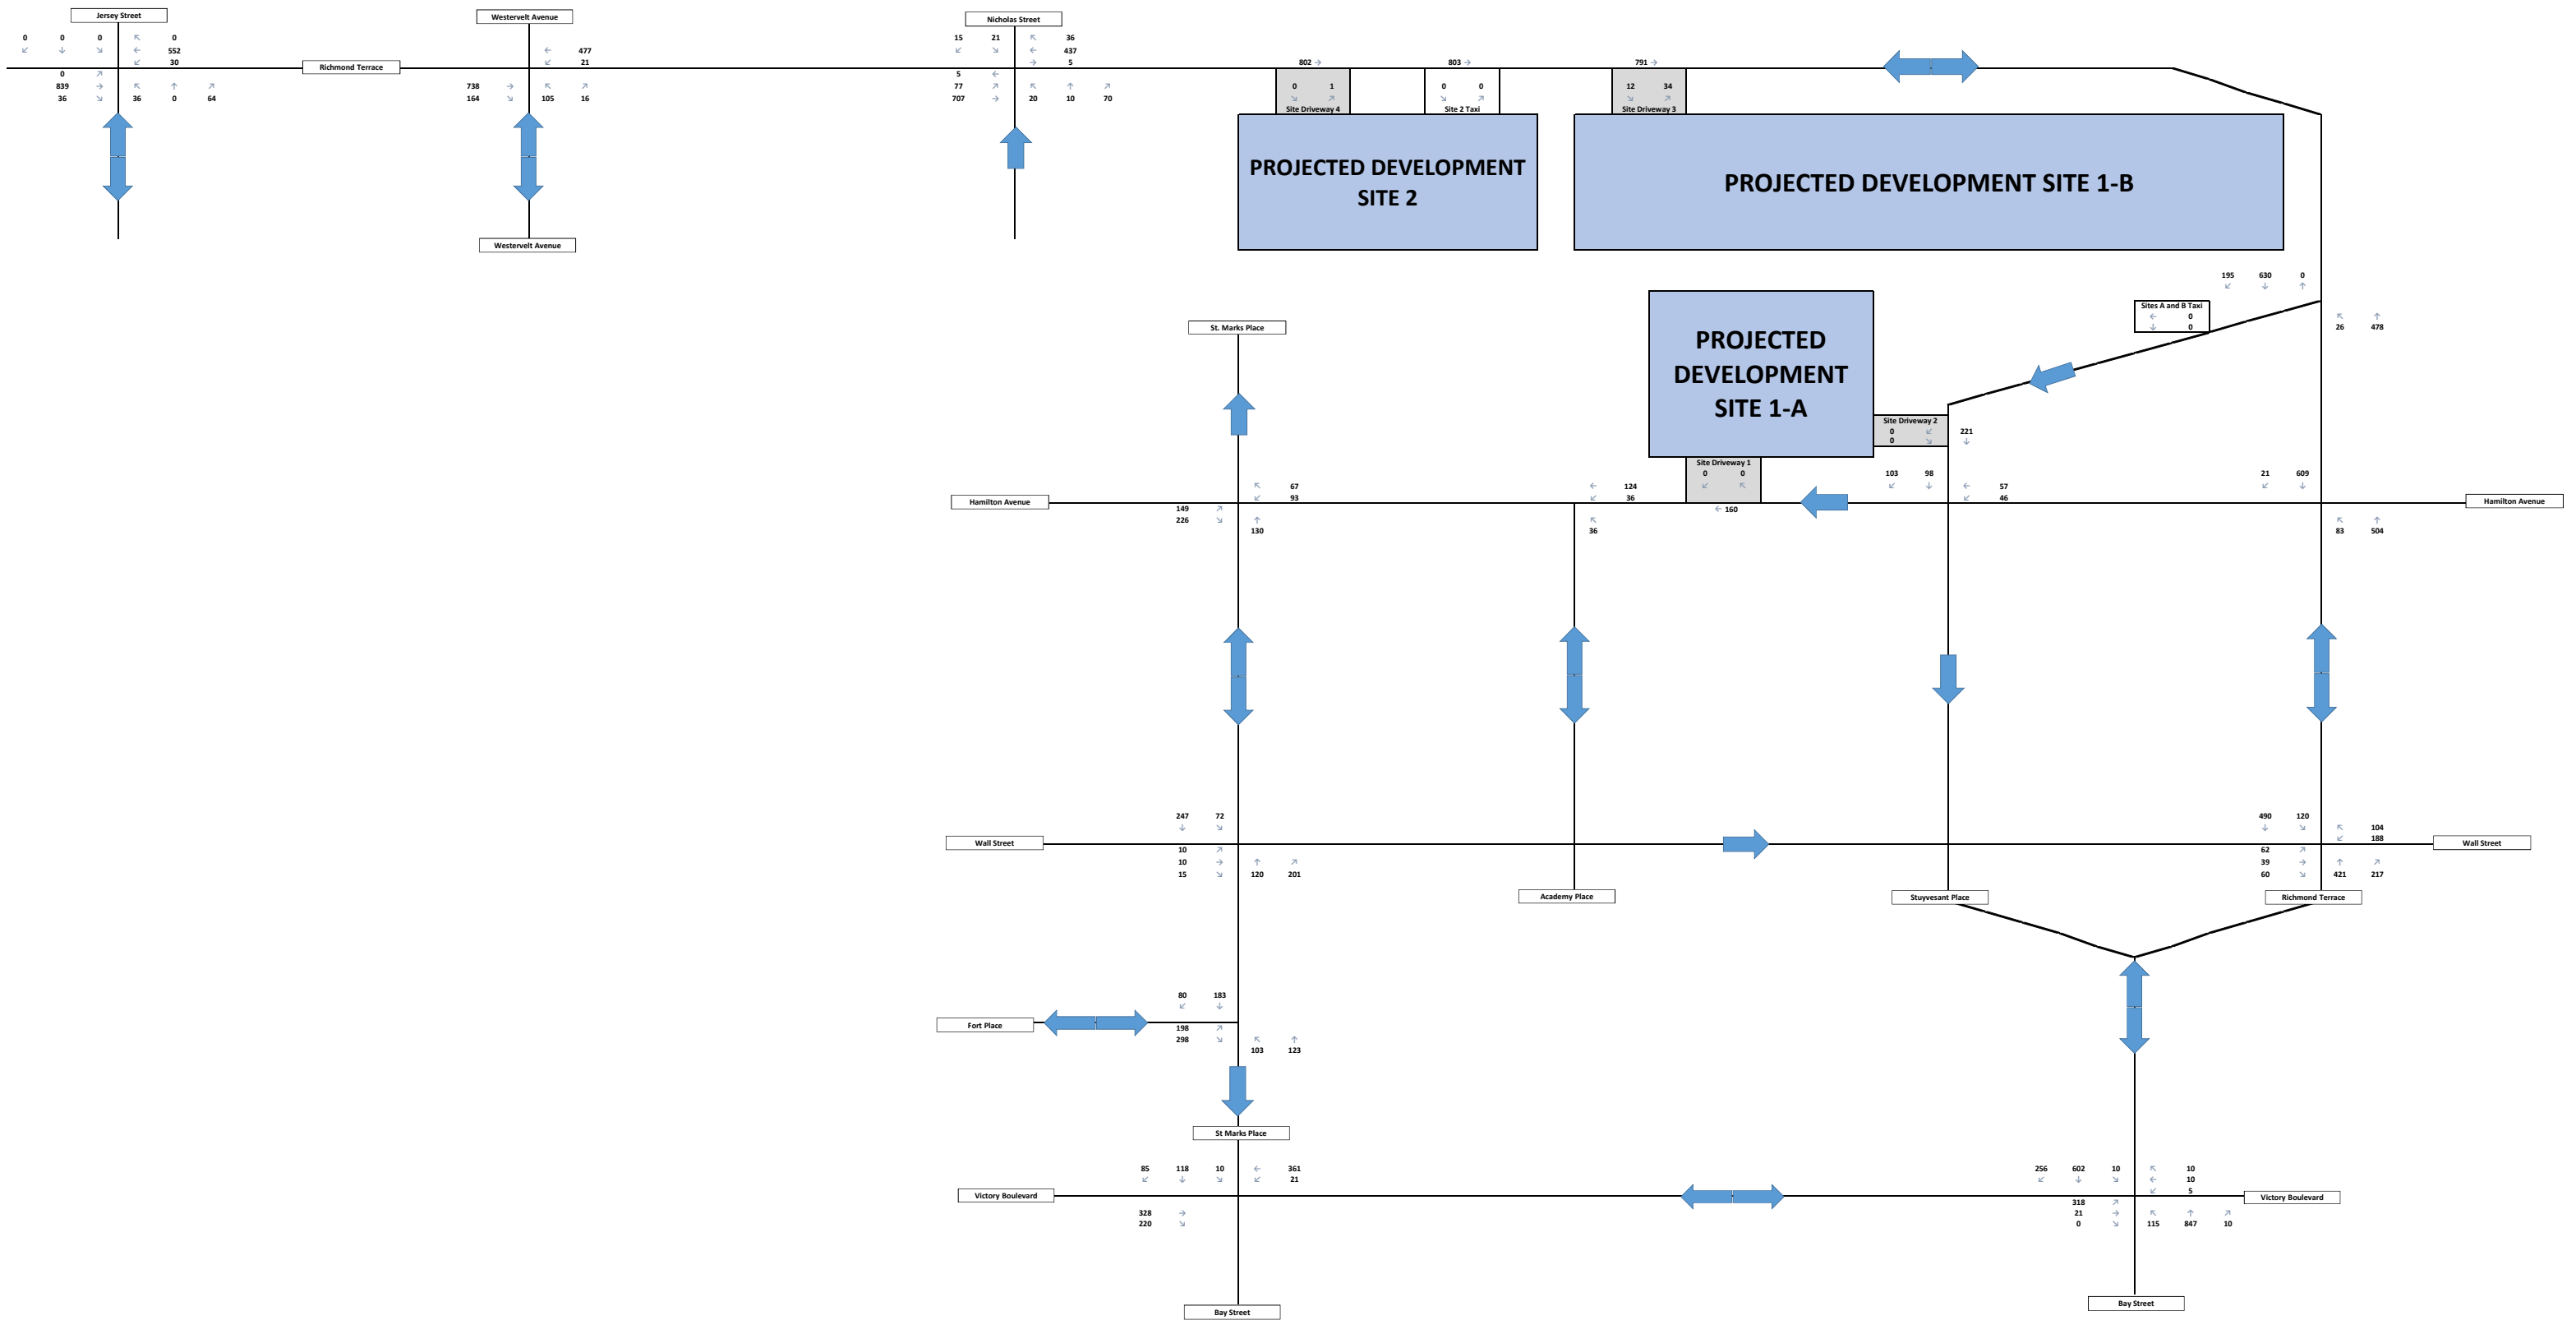 Jersey Street
Westervelt Avenue
Nicholas Street
0 0 0 ↖ 0
↙ ↓ ↘ ← 552
↙ 30
0 ↗
839 → ↖ ↑ ↗
36 ↘ 36 0 64
Richmond Terrace
← 477
↙ 21
738 → ↖ ↗
164 ↘ 105 16
Westervelt Avenue
15 21 ↖ 36
↙ ↘ ← 437
→ 5
5 ←
77 ↗ ↖ ↑ ↗
707 → 20 10 70
802 →
0 1
↘ ↗
Site Driveway 4
803 →
0 0
↘ ↗
Site 2 Taxi
791 →
12 34
↘ ↗
Site Driveway 3
PROJECTED DEVELOPMENT
SITE 2
PROJECTED DEVELOPMENT SITE 1-B
195 630 0
↙ ↓ ↑
Sites A and B Taxi
← 0
↓ 0
↖ ↑
26 478
St. Marks Place
PROJECTED
DEVELOPMENT
SITE 1-A
Site Driveway 2
0 ↙ 221
0 ↘ ↓
Site Driveway 1
0 0
↙ ↖
← 160
Hamilton Avenue
↖ 67
↙ 93
149 ↗
226 ↘ ↑
130
← 124
↙ 36
↖
36
103 98
↙ ↓ ← 57
↙ 46
21 609
↙ ↓
↖ ↑
83 504
Hamilton Avenue
247 72
↓ ↘
Wall Street
10 ↗
10 → ↑ ↗
15 ↘ 120 201
490 120
↓ ↘ ↖ 104
↙ 188
62 ↗
39 → ↑ ↗
60 ↘ 421 217
Wall Street
Academy Place
Stuyvesant Place
Richmond Terrace
80 183
↙ ↓
Fort Place
198 ↗
298 ↘ ↖ ↑
103 123
St Marks Place
85 118 10 ← 361
↙ ↓ ↘ ↙ 21
Victory Boulevard
328 →
220 ↘
256 602 10 ↖ 10
↙ ↓ ↘ ← 10
↙ 5
318 ↗
21 → ↖ ↑ ↗
0 ↘ 115 847 10
Victory Boulevard
Bay Street
Bay Street